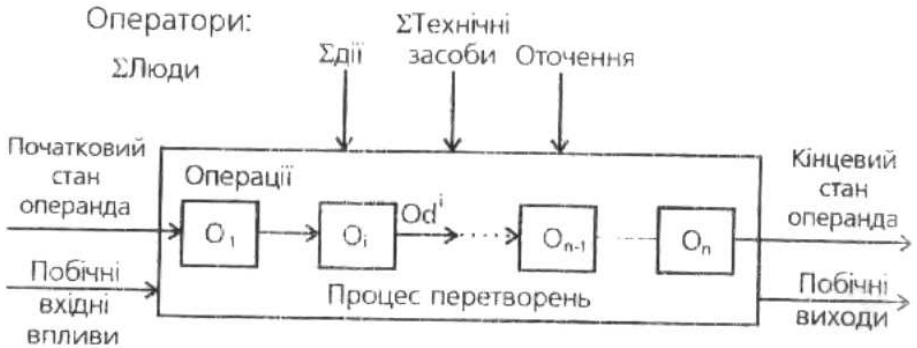 Оператори:
ΣЛюди
Σдії
ΣТехнічні
засоби
Оточення
Початковий
стан
операнда
Операції
O₁
Oᵢ
Odⁱ
Oₙ₋₁
Oₙ
Кінцевий
стан
операнда
Побічні
вхідні
впливи
Процес перетворень
Побічні
виходи